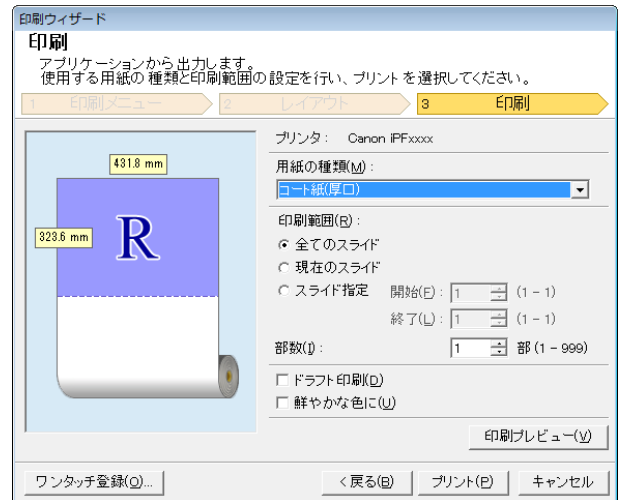 印刷ウィザード
印刷
アプリケーションから出力します。
使用する用紙の種類と印刷範囲の設定を行い、プリントを選択してください。
1 印刷メニュー 2 レイアウト 3 印刷
プリンタ： Canon iPFxxxx
431.8 mm
323.6 mm
R
用紙の種類(M)：
コート紙(厚口)
印刷範囲(R)：
全てのスライド
現在のスライド
スライド指定 開始(F)： 1 (1 - 1)
終了(L)： 1 (1 - 1)
部数(I)： 1 部 (1 - 999)
ドラフト印刷(D)
鮮やかな色に(U)
印刷プレビュー(V)
ワンタッチ登録(O)... < 戻る(B) プリント(P) キャンセル